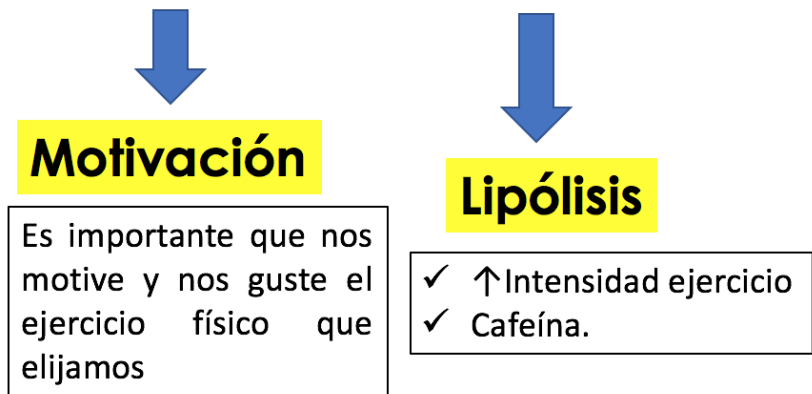 Motivación
Es importante que nos
motive y nos guste el
ejercicio físico que
elijamos
Lipólisis
✓ ↑Intensidad ejercicio
✓ Cafeína.